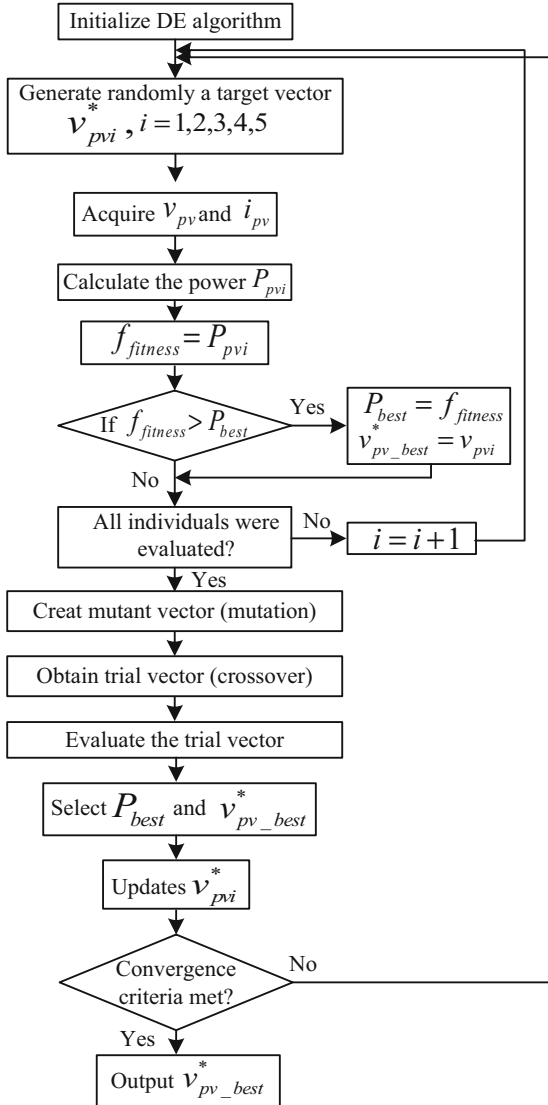 Initialize DE algorithm
Generate randomly a target vector
v*pvi , i = 1,2,3,4,5
Acquire vpv and ipv
Calculate the power Ppvi
ffitness = Ppvi
If ffitness > Pbest
Yes
Pbest = ffitness
v*pv_best = vpvi
No
All individuals were
evaluated?
No
i = i+1
Yes
Creat mutant vector (mutation)
Obtain trial vector (crossover)
Evaluate the trial vector
Select Pbest and v*pv_best
Updates v*pvi
Convergence
criteria met?
No
Yes
Output v*pv_best